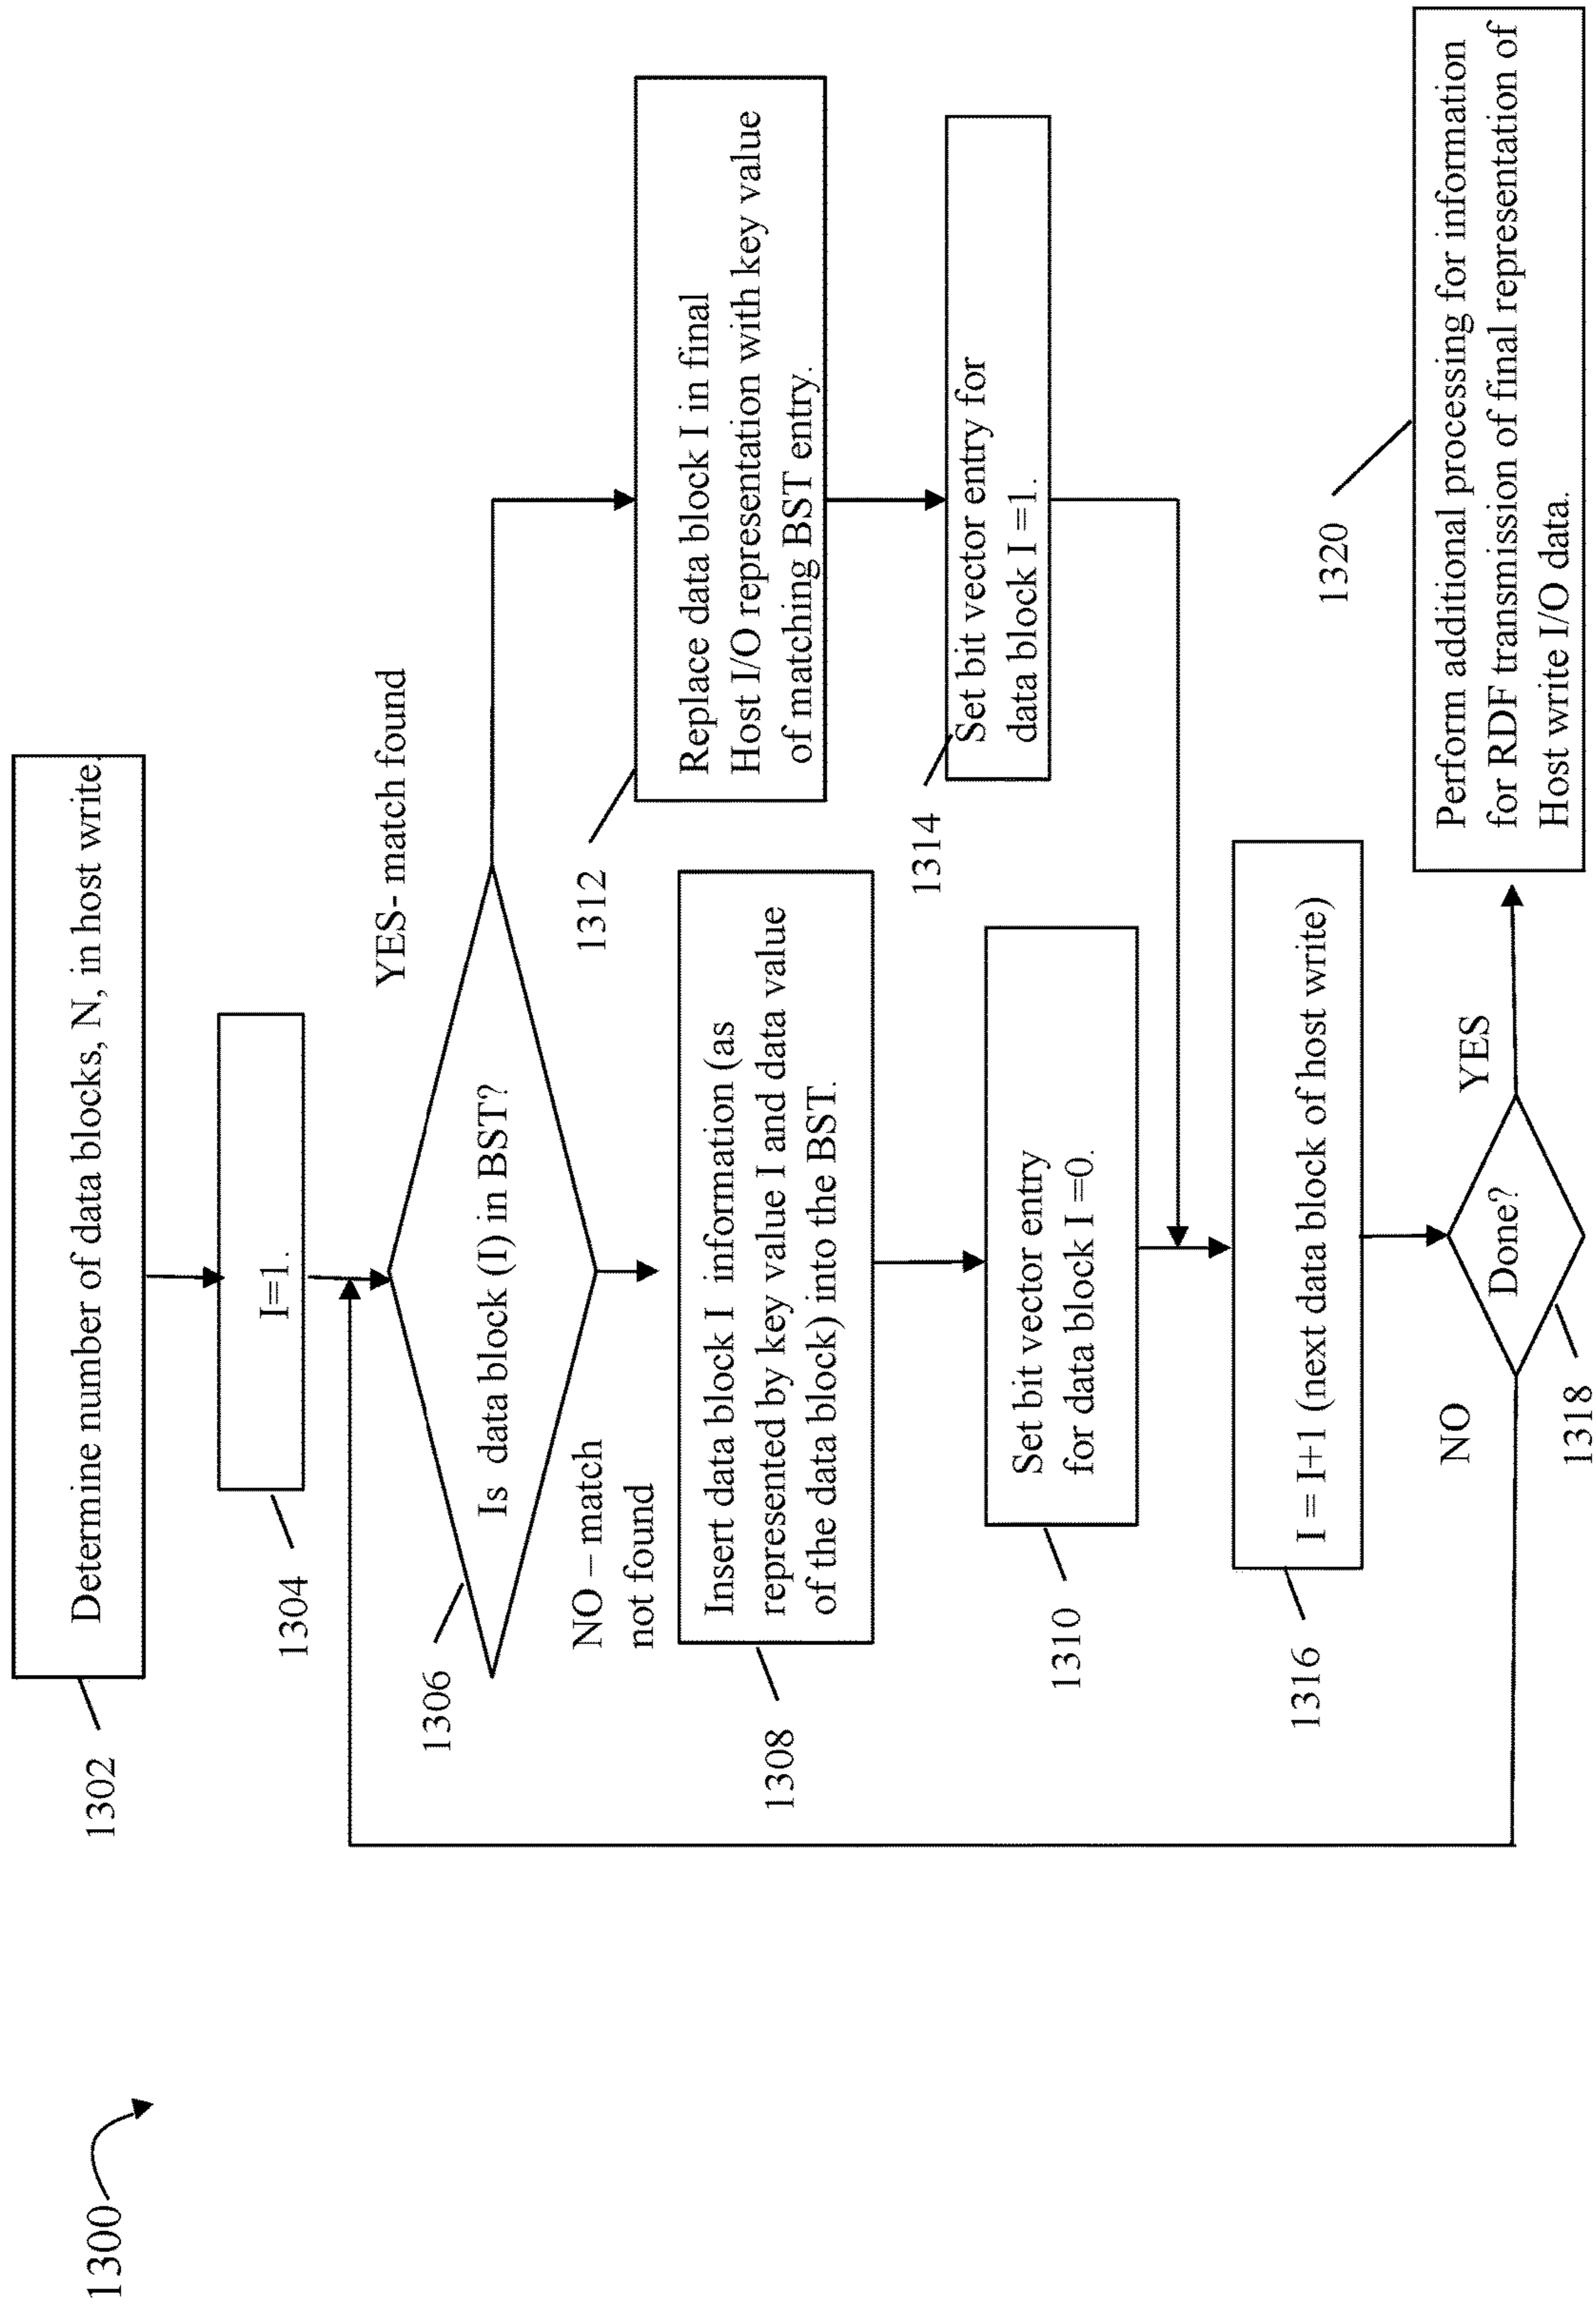 1300
1302
Determine number of data blocks, N, in host write.
1304
I=1.
1306
Is data block (I) in BST?
YES- match found
NO – match
not found
1308
Insert data block I information (as
represented by key value I and data value
of the data block) into the BST.
1312
Replace data block I in final
Host I/O representation with key value
of matching BST entry.
1310
Set bit vector entry
for data block I =0.
1314
Set bit vector entry for
data block I =1.
1316
I = I+1 (next data block of host write)
1318
Done?
NO
YES
1320
Perform additional processing for information
for RDF transmission of final representation of
Host write I/O data.